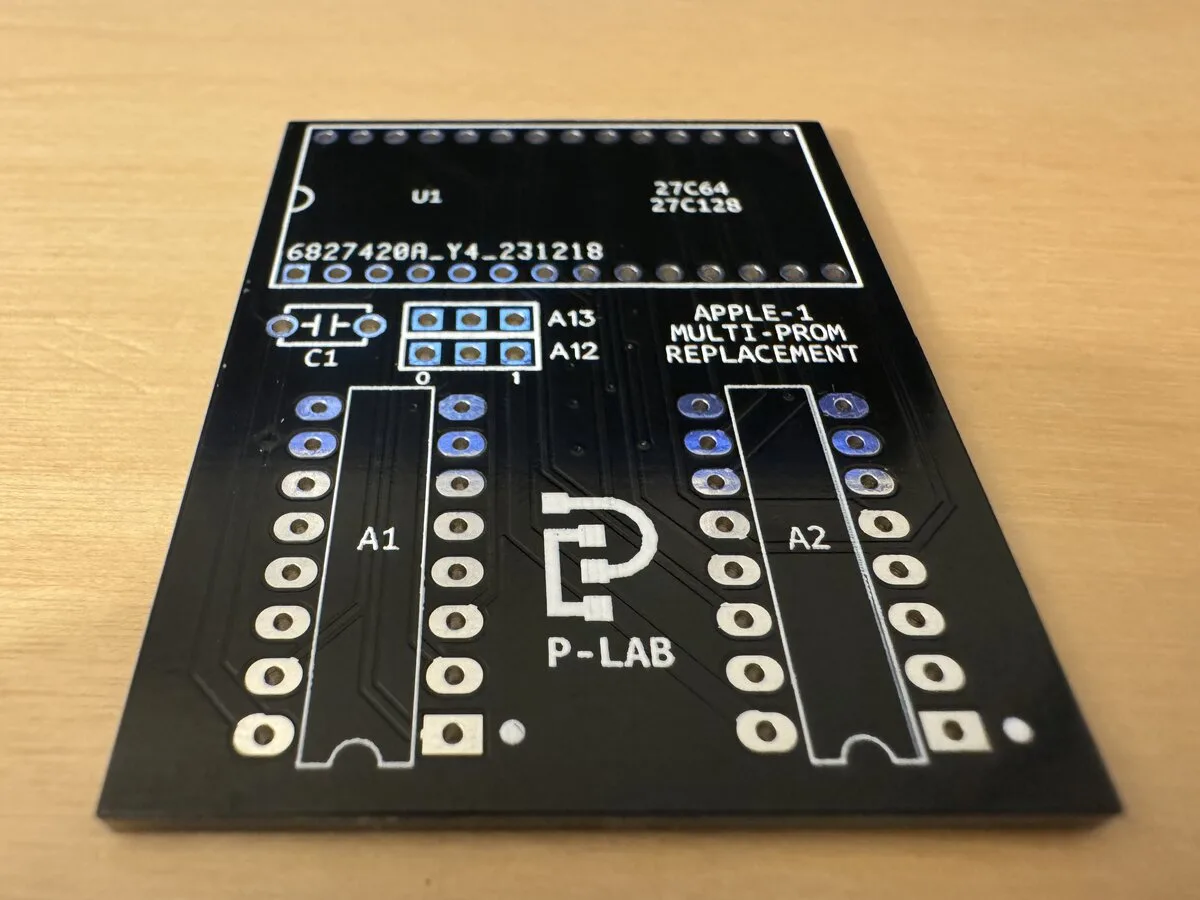 U1
27C64
27C128
6827420A_Y4_231218
C1
A13
A12
0 1
APPLE-1
MULTI-PROM
REPLACEMENT
A1
A2
P-LAB